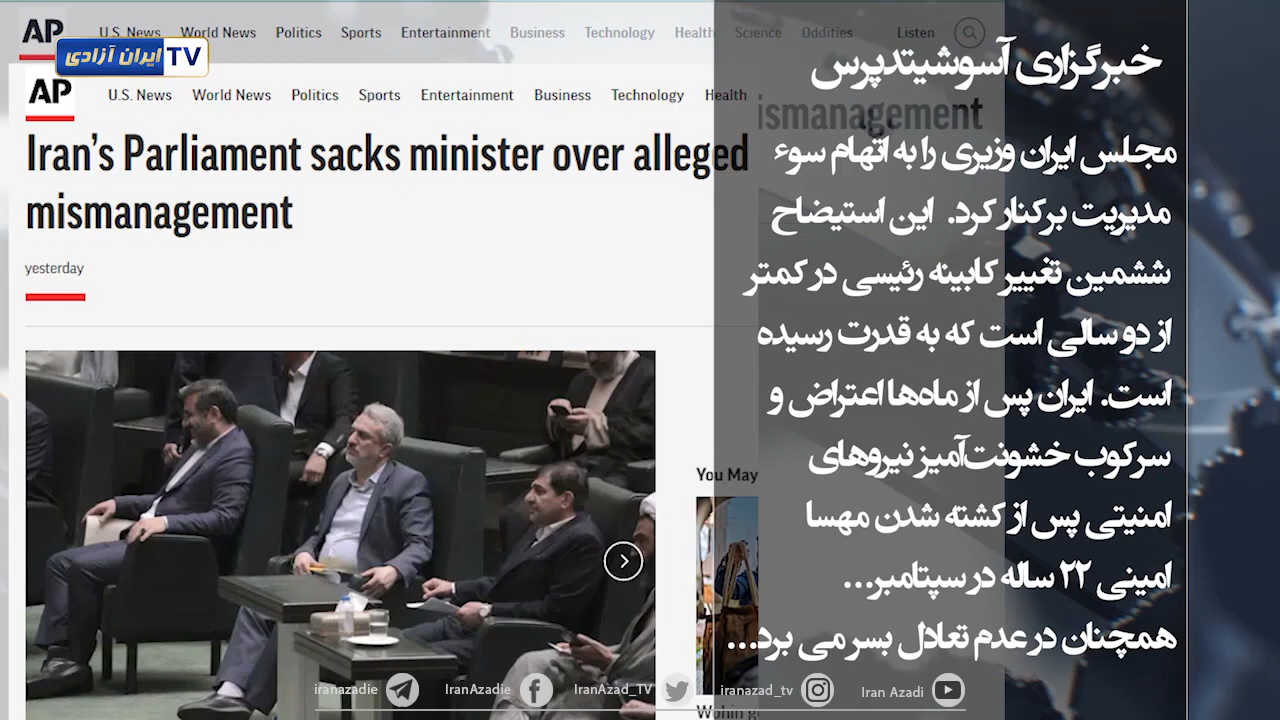 AP
U.S. News World News Politics Sports Entertainment Business Technology Health Science Oddities Listen
ایران آزادی TV
AP
U.S. News World News Politics Sports Entertainment Business Technology Health
Iran's Parliament sacks minister over alleged
mismanagement
yesterday
ismanagement
You May
خبرگزاری آسوشیتدپرس
مجلس ایران وزیری را به اتهام سوء
مدیریت برکنار کرد. این استیضاح
ششمین تغییر کابینه رئیسی در کمتر
از دو سالی است که به قدرت رسیده
است. ایران پس از ماه‌ها اعتراض و
سرکوب خشونت‌آمیز نیروهای
امنیتی پس از کشته شدن مهسا
امینی ۲۲ ساله در سپتامبر...
همچنان در عدم تعادل بسر می برد...
iranazadie IranAzadie IranAzad_TV iranazad_tv Iran Azadi